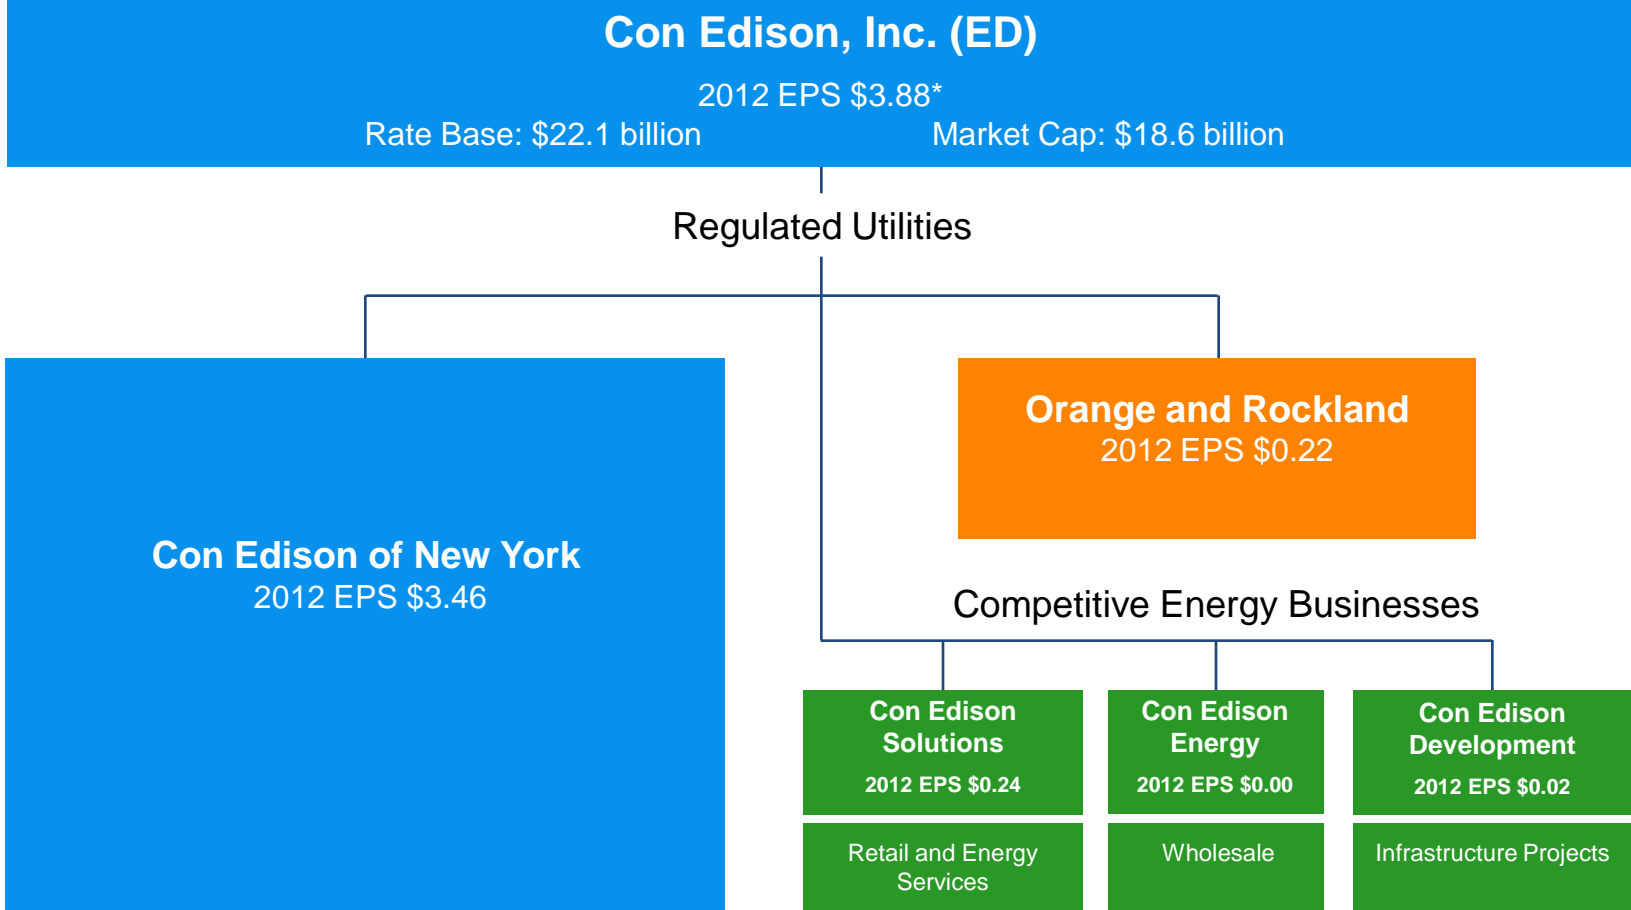 Con Edison, Inc. (ED)
2012 EPS $3.88*
Rate Base: $22.1 billion
Market Cap: $18.6 billion
Regulated Utilities
Con Edison of New York
2012 EPS $3.46
Orange and Rockland
2012 EPS $0.22
Competitive Energy Businesses
Con Edison
Solutions
2012 EPS $0.24
Retail and Energy
Services
Con Edison
Energy
2012 EPS $0.00
Wholesale
Con Edison
Development
2012 EPS $0.02
Infrastructure Projects